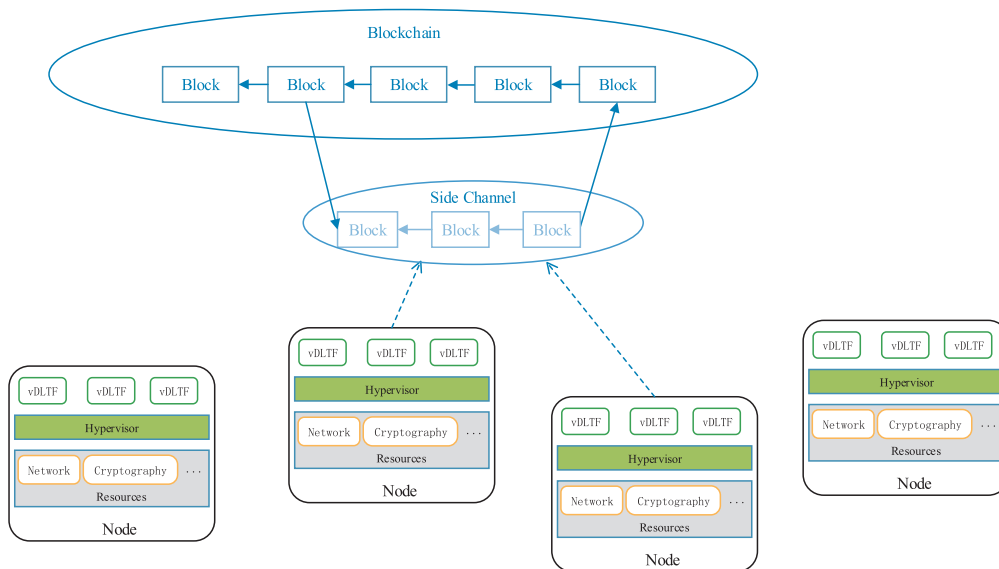 Blockchain
Block Block Block Block Block
Side Channel
Block Block Block
vDLTF vDLTF vDLTF
Hypervisor
Network Cryptography ...
Resources
Node
vDLTF vDLTF vDLTF
Hypervisor
Network Cryptography ...
Resources
Node
vDLTF vDLTF vDLTF
Hypervisor
Network Cryptography ...
Resources
Node
vDLTF vDLTF vDLTF
Hypervisor
Network Cryptography ...
Resources
Node